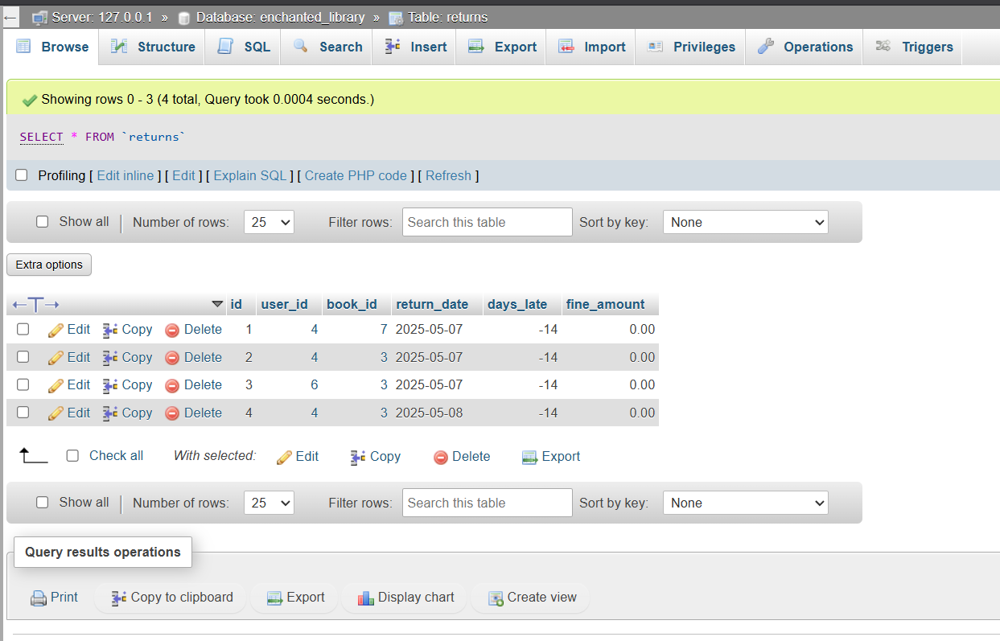 Server: 127.0.0.1 » Database: enchanted_library » Table: returns
Browse Structure SQL Search Insert Export Import Privileges Operations Triggers
Showing rows 0 - 3 (4 total, Query took 0.0004 seconds.)
SELECT * FROM `returns`
Profiling [ Edit inline ] [ Edit ] [ Explain SQL ] [ Create PHP code ] [ Refresh ]
Show all | Number of rows: 25 Filter rows: Search this table Sort by key: None
Extra options
←T→ id user_id book_id return_date days_late fine_amount
Edit Copy Delete 1 4 7 2025-05-07 -14 0.00
Edit Copy Delete 2 4 3 2025-05-07 -14 0.00
Edit Copy Delete 3 6 3 2025-05-07 -14 0.00
Edit Copy Delete 4 4 3 2025-05-08 -14 0.00
Check all With selected: Edit Copy Delete Export
Show all | Number of rows: 25 Filter rows: Search this table Sort by key: None
Query results operations
Print Copy to clipboard Export Display chart Create view